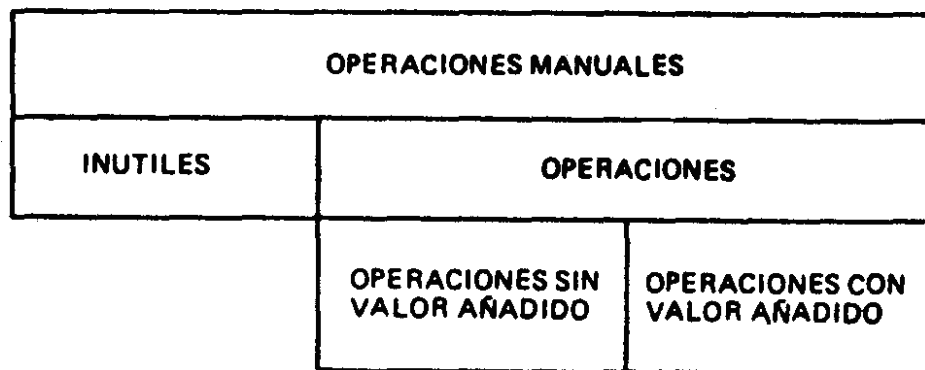 OPERACIONES MANUALES
INUTILES
OPERACIONES
OPERACIONES SIN
VALOR AÑADIDO
OPERACIONES CON
VALOR AÑADIDO